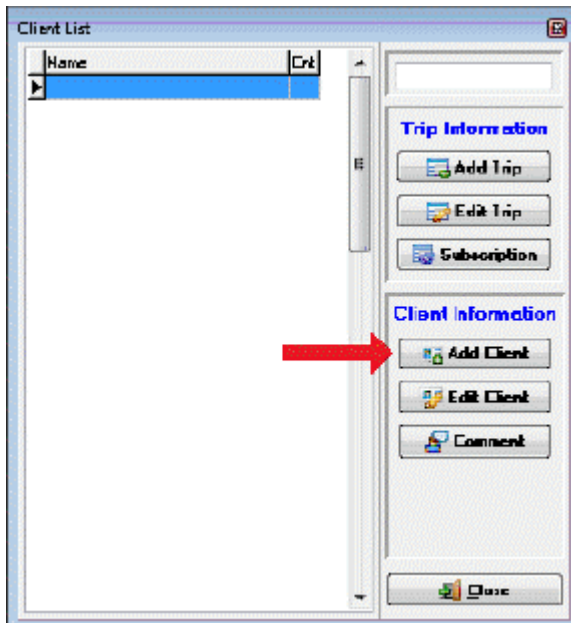 Client List
Name Cnt
Trip Information
Add Trip
Edit Trip
Subscription
Client Information
Add Client
Edit Client
Comment
Close